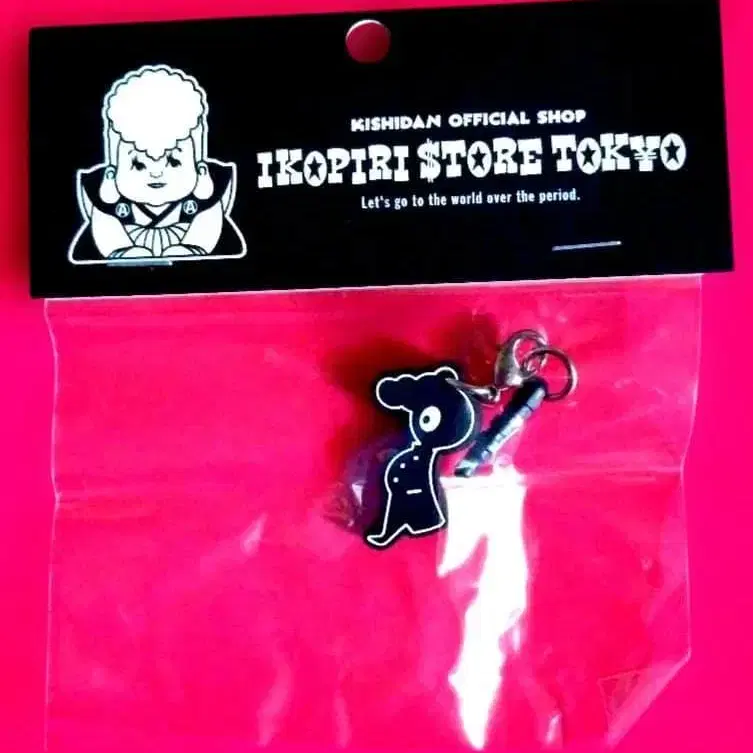 KISHIDAN OFFICIAL SHOP
IKOPIRI $TORE TOK¥O
Let's go to the world over the period.
Ⓐ Ⓐ